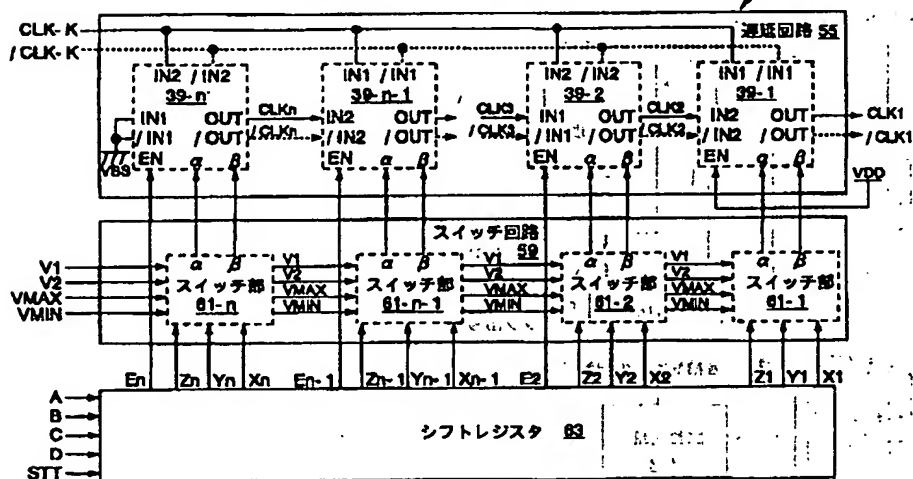 CLK-K
遅延回路 55
/CLK-K
IN2 /IN2
IN1 /IN1
IN2 /IN2
IN1 /IN1
39-n
39-n-1
39-2
39-1
IN1 OUT
CLKn
IN2 OUT
CLK3
IN1 OUT
CLK2
IN2 OUT
CLK1
/IN1 /OUT
/CLKn
/IN2 /OUT
/CLK3
/IN1 /OUT
/CLK2
/IN2 /OUT
/CLK1
EN α β
EN α β
EN α β
EN α β
VSS
VDD
スイッチ回路
59
V1
V2
VMAX
VMIN
α β
スイッチ部
61-n
V1
V2
VMAX
VMIN
α β
スイッチ部
61-n-1
V1
V2
VMAX
VMIN
α β
スイッチ部
61-2
V1
V2
VMAX
VMIN
α β
スイッチ部
61-1
En Zn Yn Xn
En-1 Zn-1 Yn-1 Xn-1
E2 Z2 Y2 X2
Z1 Y1 X1
A
B
C
D
STT
シフトレジスタ 63